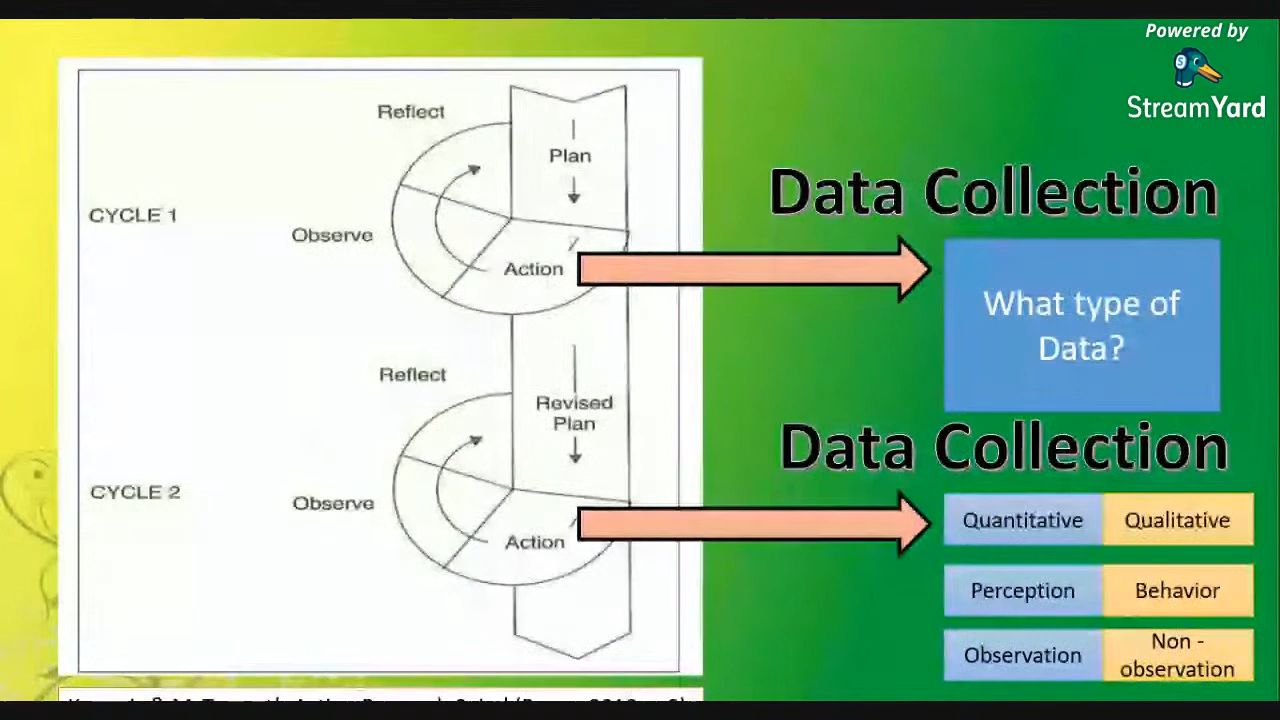 Powered by
StreamYard
Reflect
Plan
CYCLE 1
Observe
Action
Reflect
Revised
Plan
CYCLE 2
Observe
Action
Data Collection
What type of
Data?
Data Collection
Quantitative
Qualitative
Perception
Behavior
Observation
Non -
observation